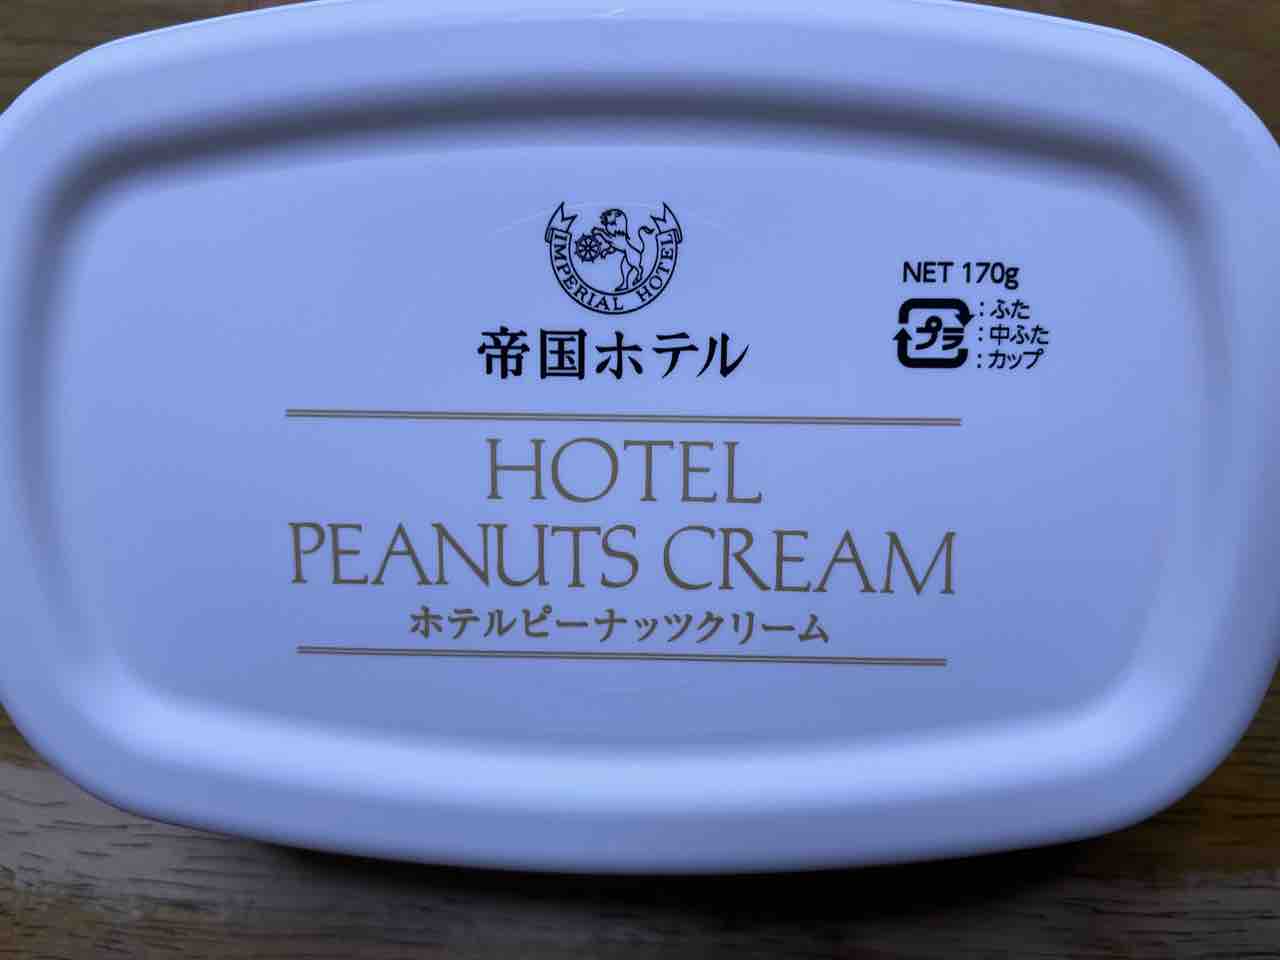 IMPERIAL HOTEL
帝国ホテル
NET 170g
プラ
:ふた
:中ふた
:カップ
HOTEL
PEANUTS CREAM
ホテルピーナッツクリーム